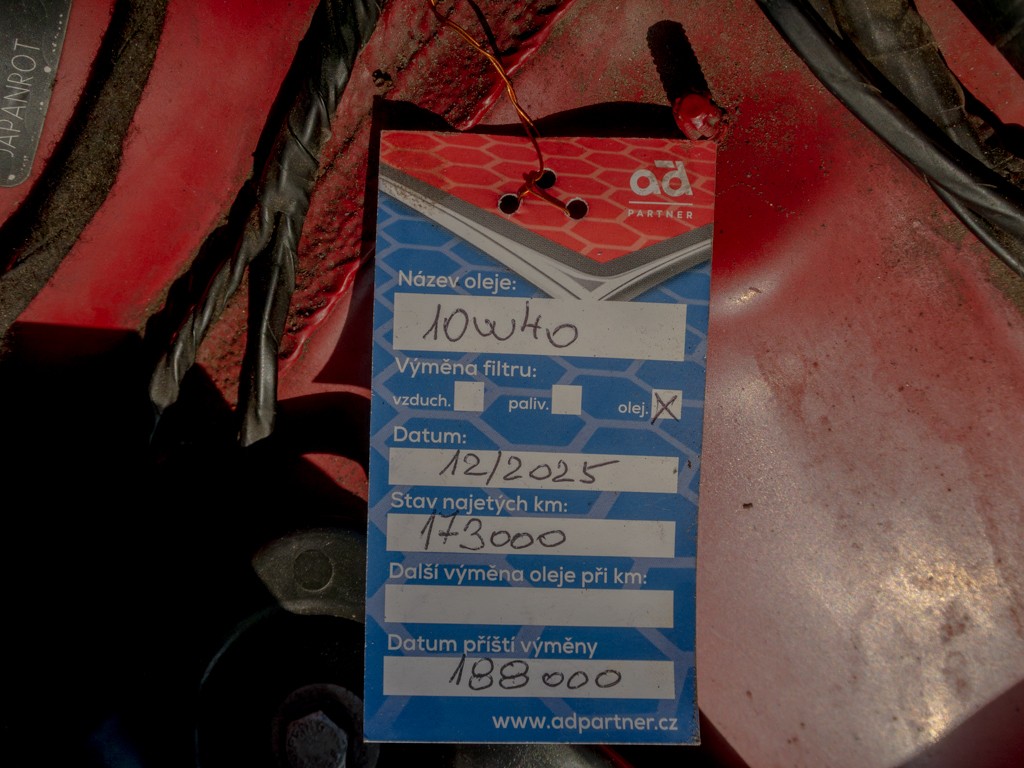 JAPANROT
ad
PARTNER
Název oleje:
10W40
Výměna filtru:
vzduch. paliv. olej. X
Datum:
12/2025
Stav najetých km:
173000
Další výměna oleje při km:
Datum příští výměny
188000
www.adpartner.cz